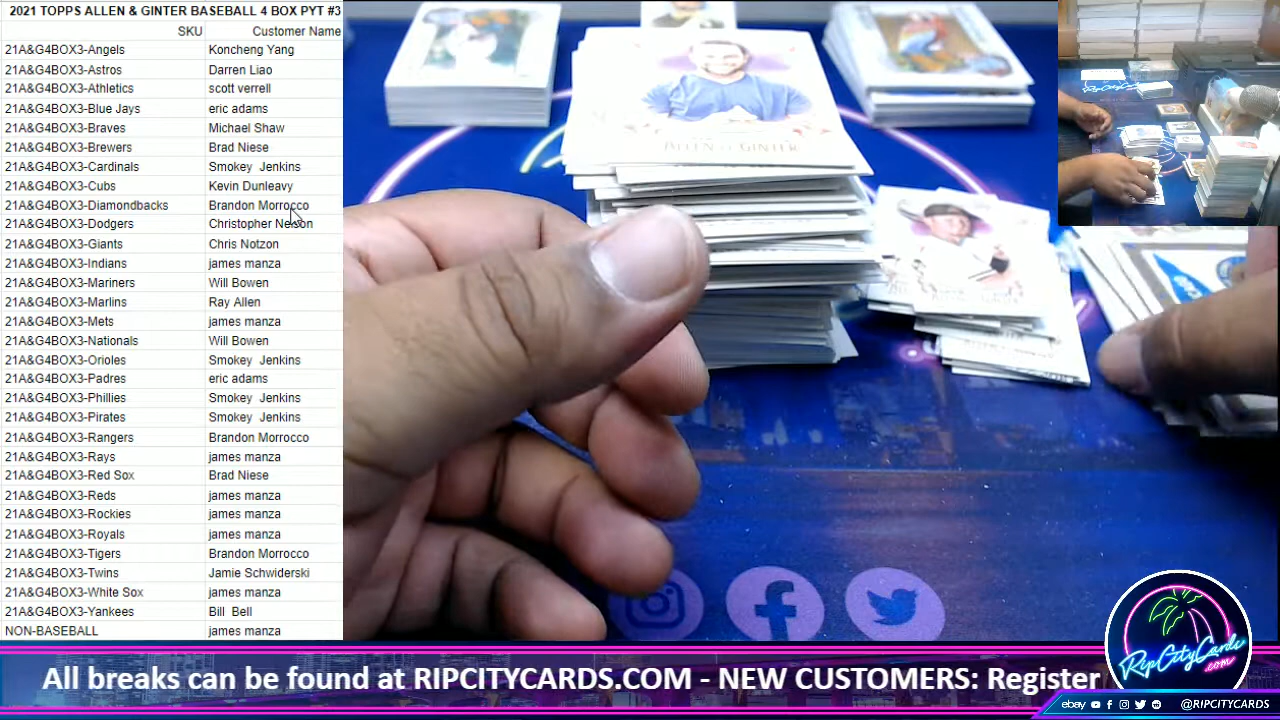 2021 TOPPS ALLEN & GINTER BASEBALL 4 BOX PYT #3
SKU Customer Name
21A&G4BOX3-Angels Koncheng Yang
21A&G4BOX3-Astros Darren Liao
21A&G4BOX3-Athletics scott verrell
21A&G4BOX3-Blue Jays eric adams
21A&G4BOX3-Braves Michael Shaw
21A&G4BOX3-Brewers Brad Niese
21A&G4BOX3-Cardinals Smokey Jenkins
21A&G4BOX3-Cubs Kevin Dunleavy
21A&G4BOX3-Diamondbacks Brandon Morrocco
21A&G4BOX3-Dodgers Christopher Nelson
21A&G4BOX3-Giants Chris Notzon
21A&G4BOX3-Indians james manza
21A&G4BOX3-Mariners Will Bowen
21A&G4BOX3-Marlins Ray Allen
21A&G4BOX3-Mets james manza
21A&G4BOX3-Nationals Will Bowen
21A&G4BOX3-Orioles Smokey Jenkins
21A&G4BOX3-Padres eric adams
21A&G4BOX3-Phillies Smokey Jenkins
21A&G4BOX3-Pirates Smokey Jenkins
21A&G4BOX3-Rangers Brandon Morrocco
21A&G4BOX3-Rays james manza
21A&G4BOX3-Red Sox Brad Niese
21A&G4BOX3-Reds james manza
21A&G4BOX3-Rockies james manza
21A&G4BOX3-Royals james manza
21A&G4BOX3-Tigers Brandon Morrocco
21A&G4BOX3-Twins Jamie Schwiderski
21A&G4BOX3-White Sox james manza
21A&G4BOX3-Yankees Bill Bell
NON-BASEBALL james manza
ALLEN & GINTER
All breaks can be found at RIPCITYCARDS.COM - NEW CUSTOMERS: Register
RipCityCards
.com
ebay @RIPCITYCARDS